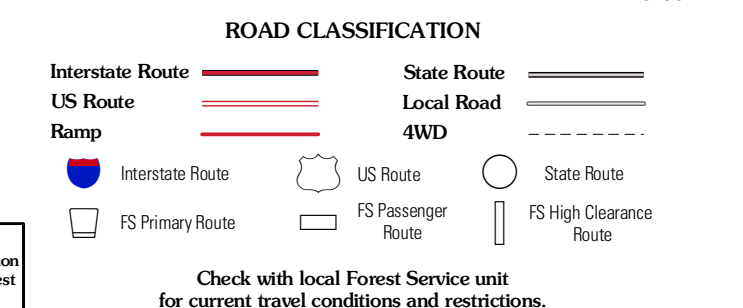 ROAD CLASSIFICATION
Interstate Route State Route
US Route Local Road
Ramp 4WD
Interstate Route US Route State Route
FS Primary Route FS Passenger Route FS High Clearance Route
Check with local Forest Service unit
for current travel conditions and restrictions.